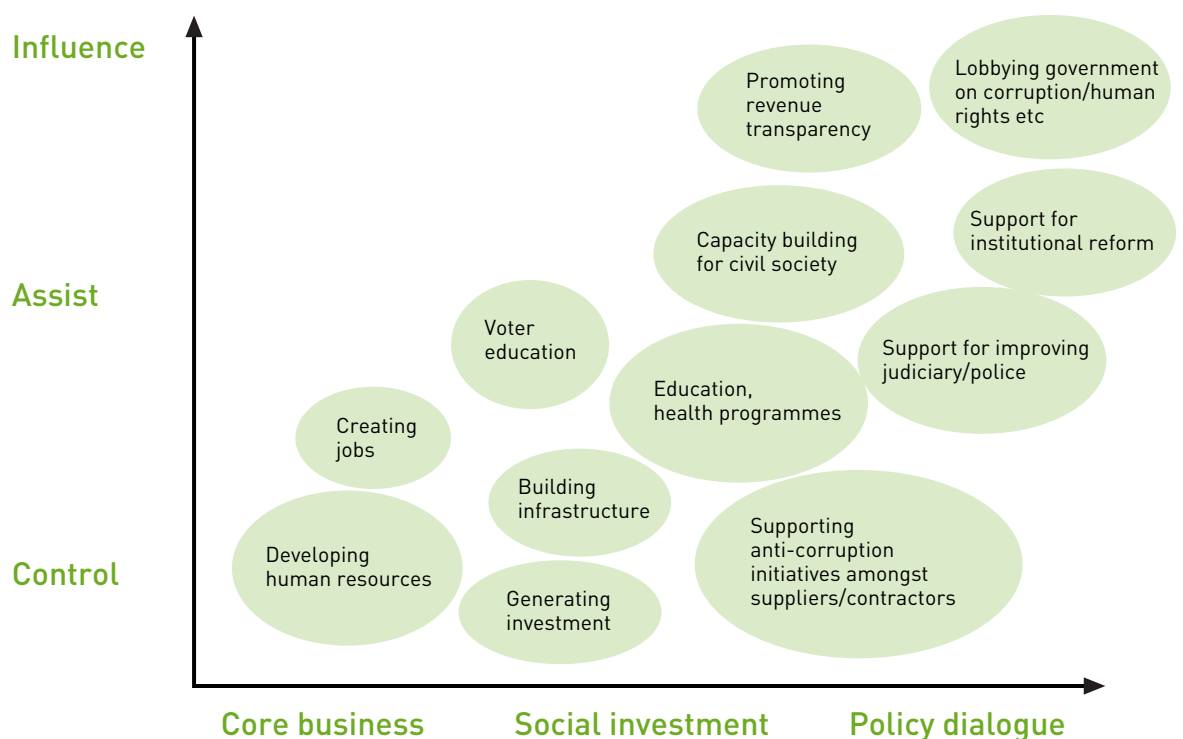 Influence
Promoting
revenue
transparency
Lobbying government
on corruption/human
rights etc
Capacity building
for civil society
Support for
institutional reform
Assist
Voter
education
Support for improving
judiciary/police
Education,
health programmes
Creating
jobs
Building
infrastructure
Supporting
anti-corruption
initiatives amongst
suppliers/contractors
Control
Developing
human resources
Generating
investment
Core business
Social investment
Policy dialogue